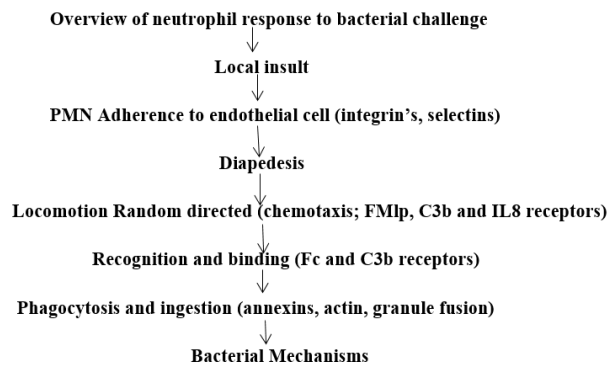 Overview of neutrophil response to bacterial challenge
Local insult
PMN Adherence to endothelial cell (integrin's, selectins)
Diapedesis
Locomotion Random directed (chemotaxis; FMlp, C3b and IL8 receptors)
Recognition and binding (Fc and C3b receptors)
Phagocytosis and ingestion (annexins, actin, granule fusion)
Bacterial Mechanisms